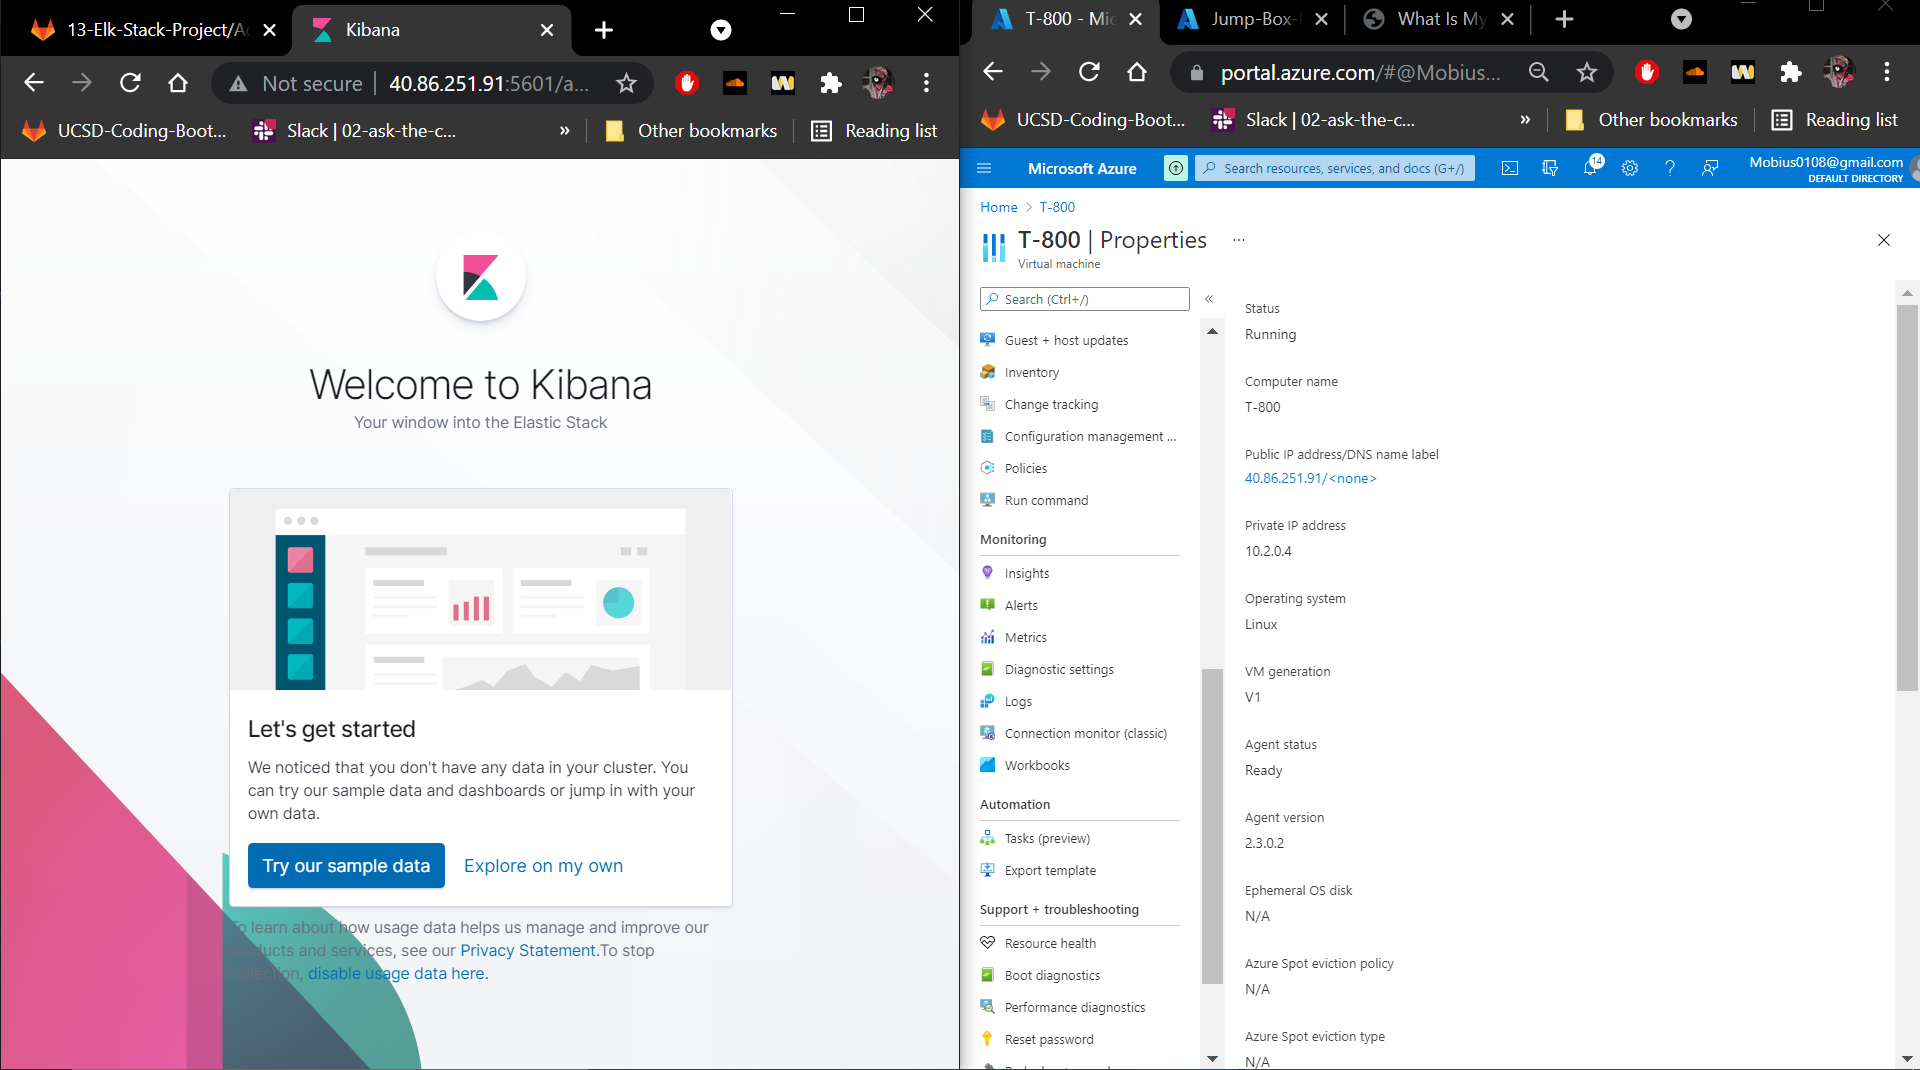 13-Elk-Stack-Project/Ac
Kibana
Not secure
40.86.251.91:5601/a...
UCSD-Coding-Boot...
Slack | 02-ask-the-c...
»
Other bookmarks
Reading list
Welcome to Kibana
Your window into the Elastic Stack
Let's get started
We noticed that you don't have any data in your cluster. You
can try our sample data and dashboards or jump in with your
own data.
Try our sample data
Explore on my own
To learn about how usage data helps us manage and improve our
products and services, see our Privacy Statement.To stop
collection, disable usage data here.
T-800 - Mic
Jump-Box-
What Is My
portal.azure.com/#@Mobius...
UCSD-Coding-Boot...
Slack | 02-ask-the-c...
»
Other bookmarks
Reading list
Microsoft Azure
Search resources, services, and docs (G+/)
14
Mobius0108@gmail.com
DEFAULT DIRECTORY
Home > T-800
T-800 | Properties
...
Virtual machine
Search (Ctrl+/)
«
Guest + host updates
Inventory
Change tracking
Configuration management ...
Policies
Run command
Monitoring
Insights
Alerts
Metrics
Diagnostic settings
Logs
Connection monitor (classic)
Workbooks
Automation
Tasks (preview)
Export template
Support + troubleshooting
Resource health
Boot diagnostics
Performance diagnostics
Reset password
Status
Running
Computer name
T-800
Public IP address/DNS name label
40.86.251.91/<none>
Private IP address
10.2.0.4
Operating system
Linux
VM generation
V1
Agent status
Ready
Agent version
2.3.0.2
Ephemeral OS disk
N/A
Azure Spot eviction policy
N/A
Azure Spot eviction type
N/A